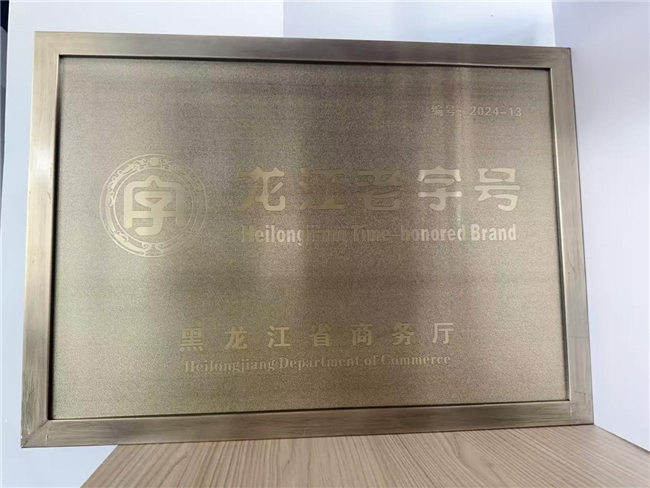 编号：2024-13
字
龙江老字号
Heilongjiang Time-honored Brand
黑龙江省商务厅
Heilongjiang Department of Commerce